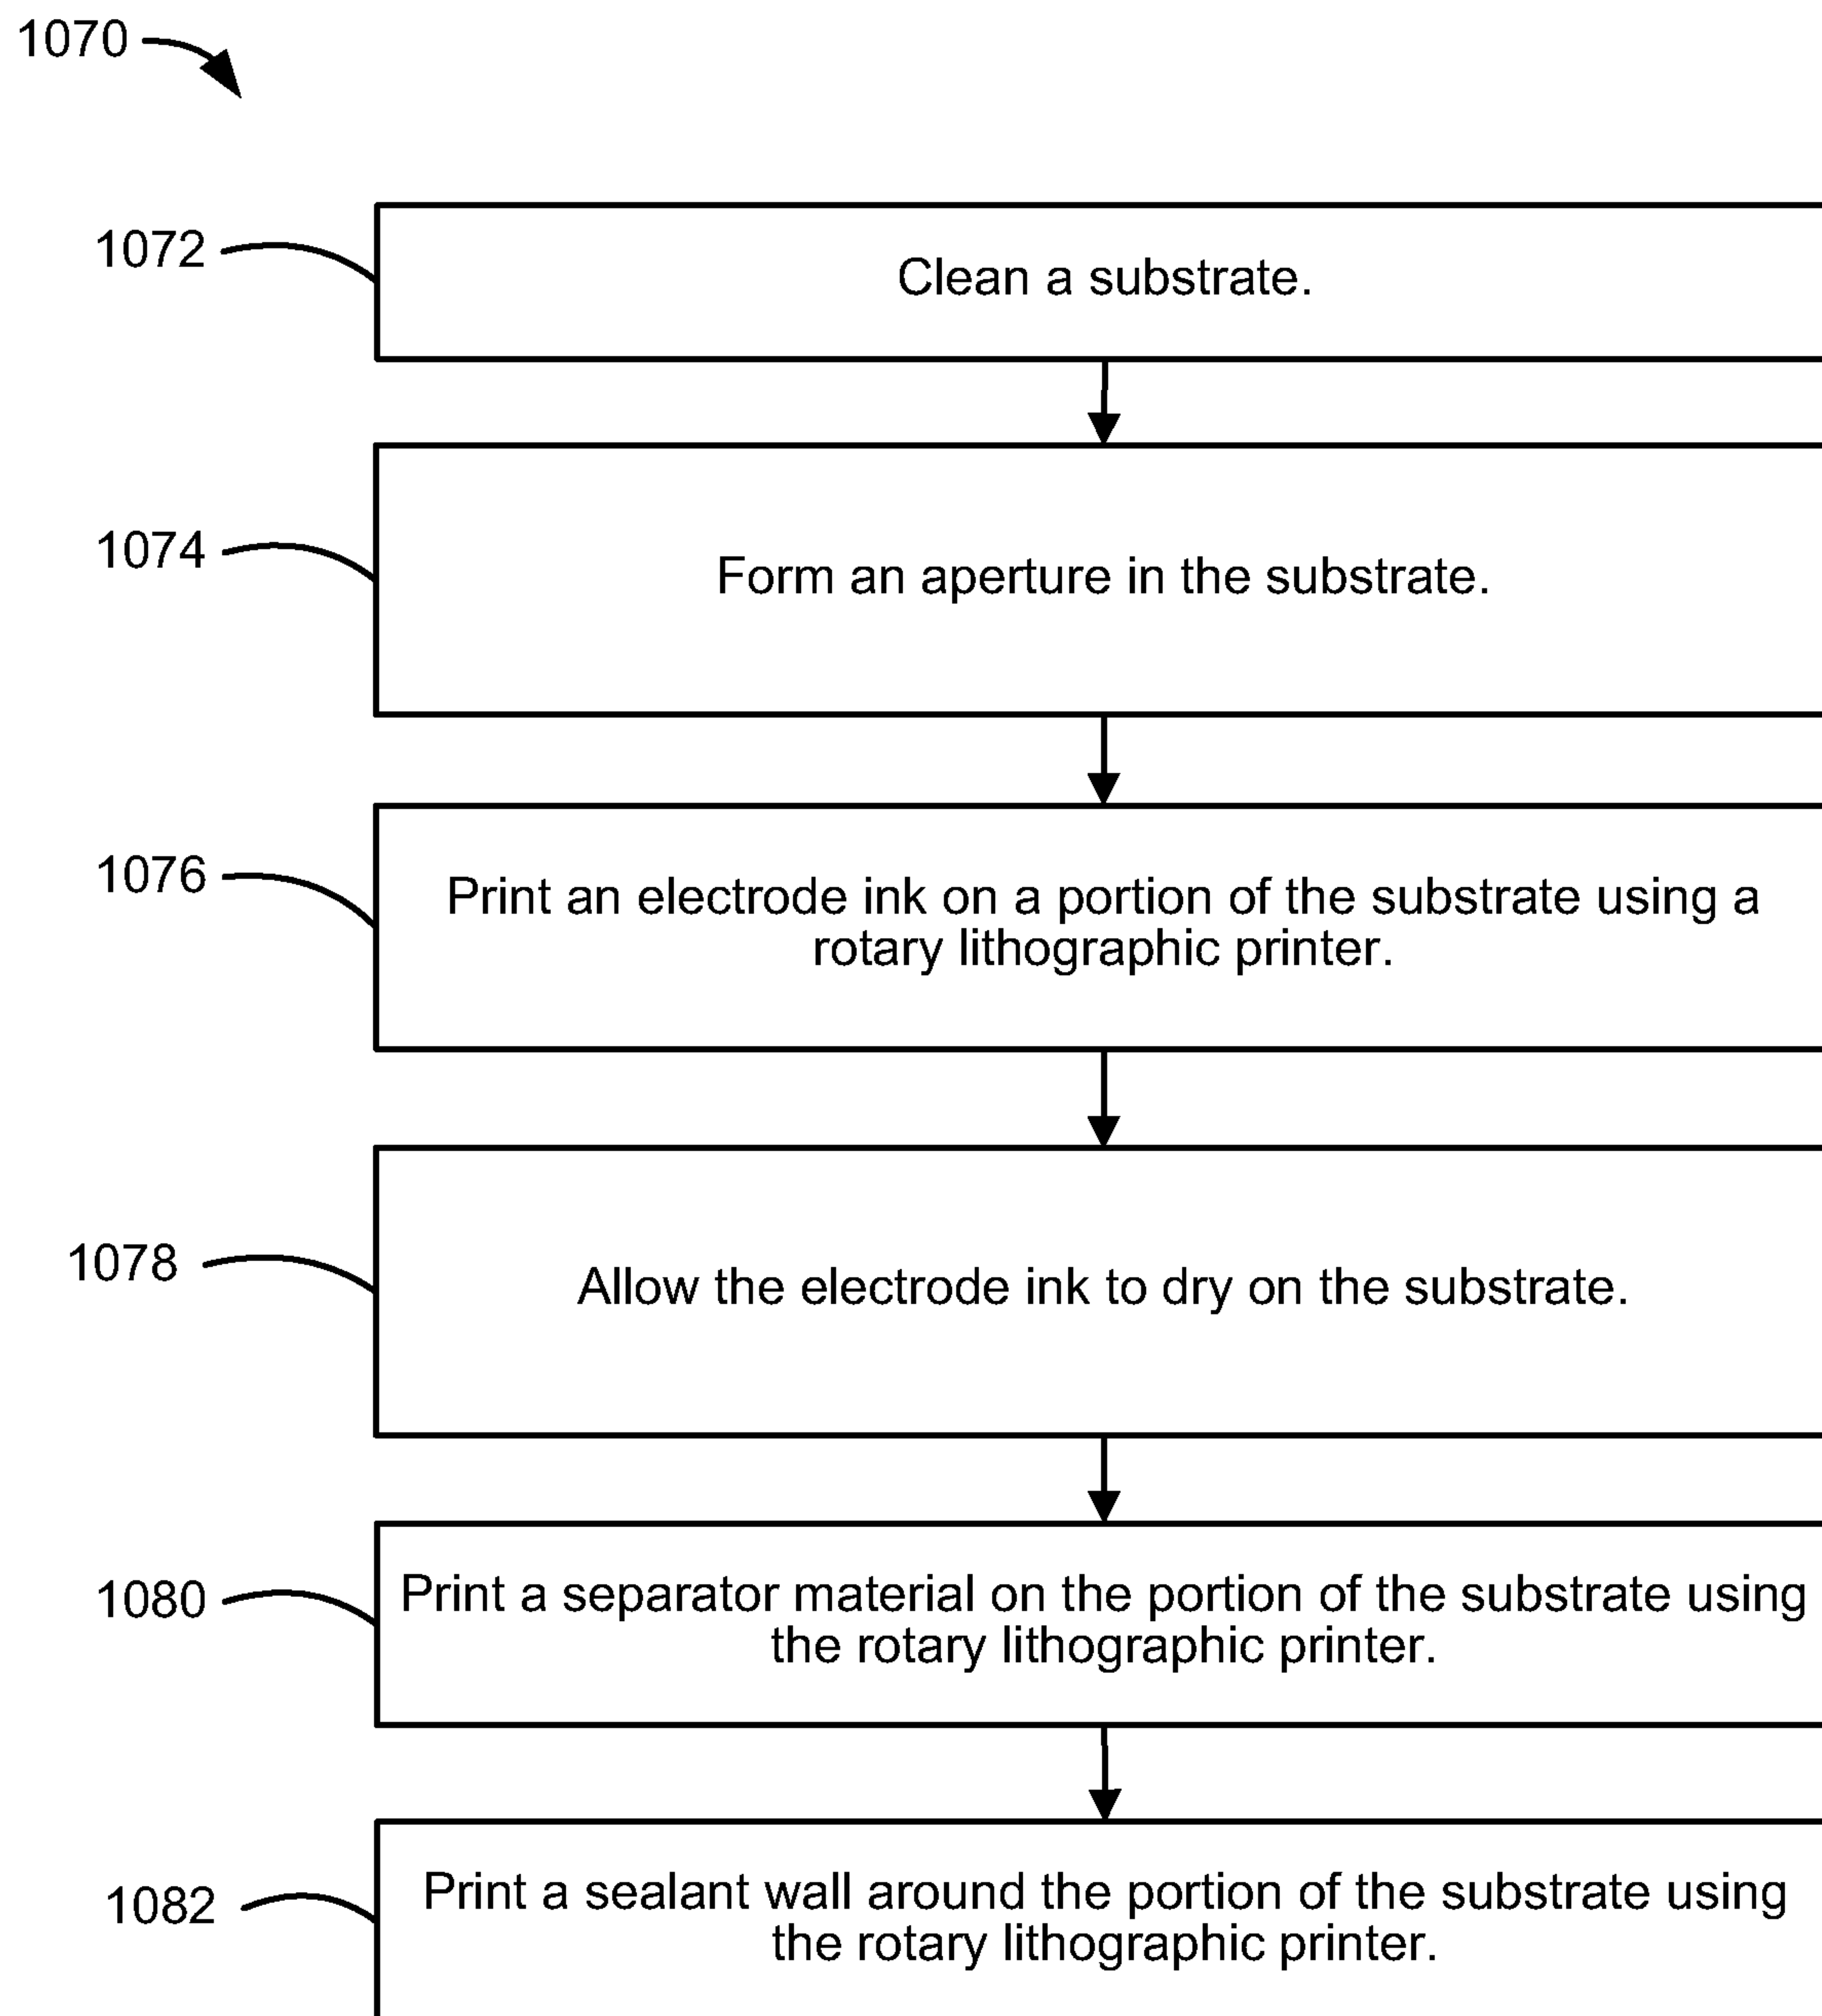 1070
1072
Clean a substrate.
1074
Form an aperture in the substrate.
1076
Print an electrode ink on a portion of the substrate using a
rotary lithographic printer.
1078
Allow the electrode ink to dry on the substrate.
1080
Print a separator material on the portion of the substrate using
the rotary lithographic printer.
1082
Print a sealant wall around the portion of the substrate using
the rotary lithographic printer.